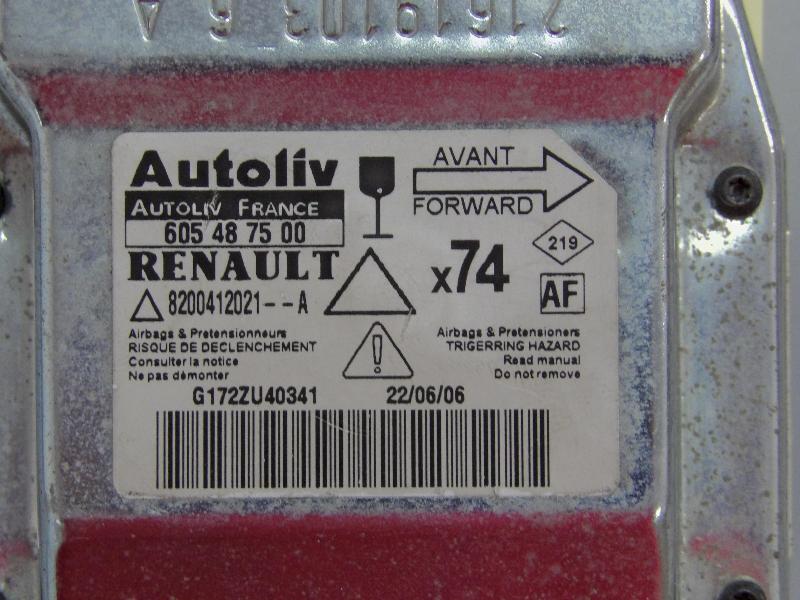 21619103 6 A
Autoliv
AUTOLIV FRANCE
605 48 75 00
RENAULT
8200412021--A
AVANT
FORWARD
x74
219
AF
Airbags & Pretensionneurs
RISQUE DE DECLENCHEMENT
Consulter la notice
Ne pas démonter
!
Airbags & Pretensioners
TRIGERRING HAZARD
Read manual
Do not remove
G172ZU40341 22/06/06